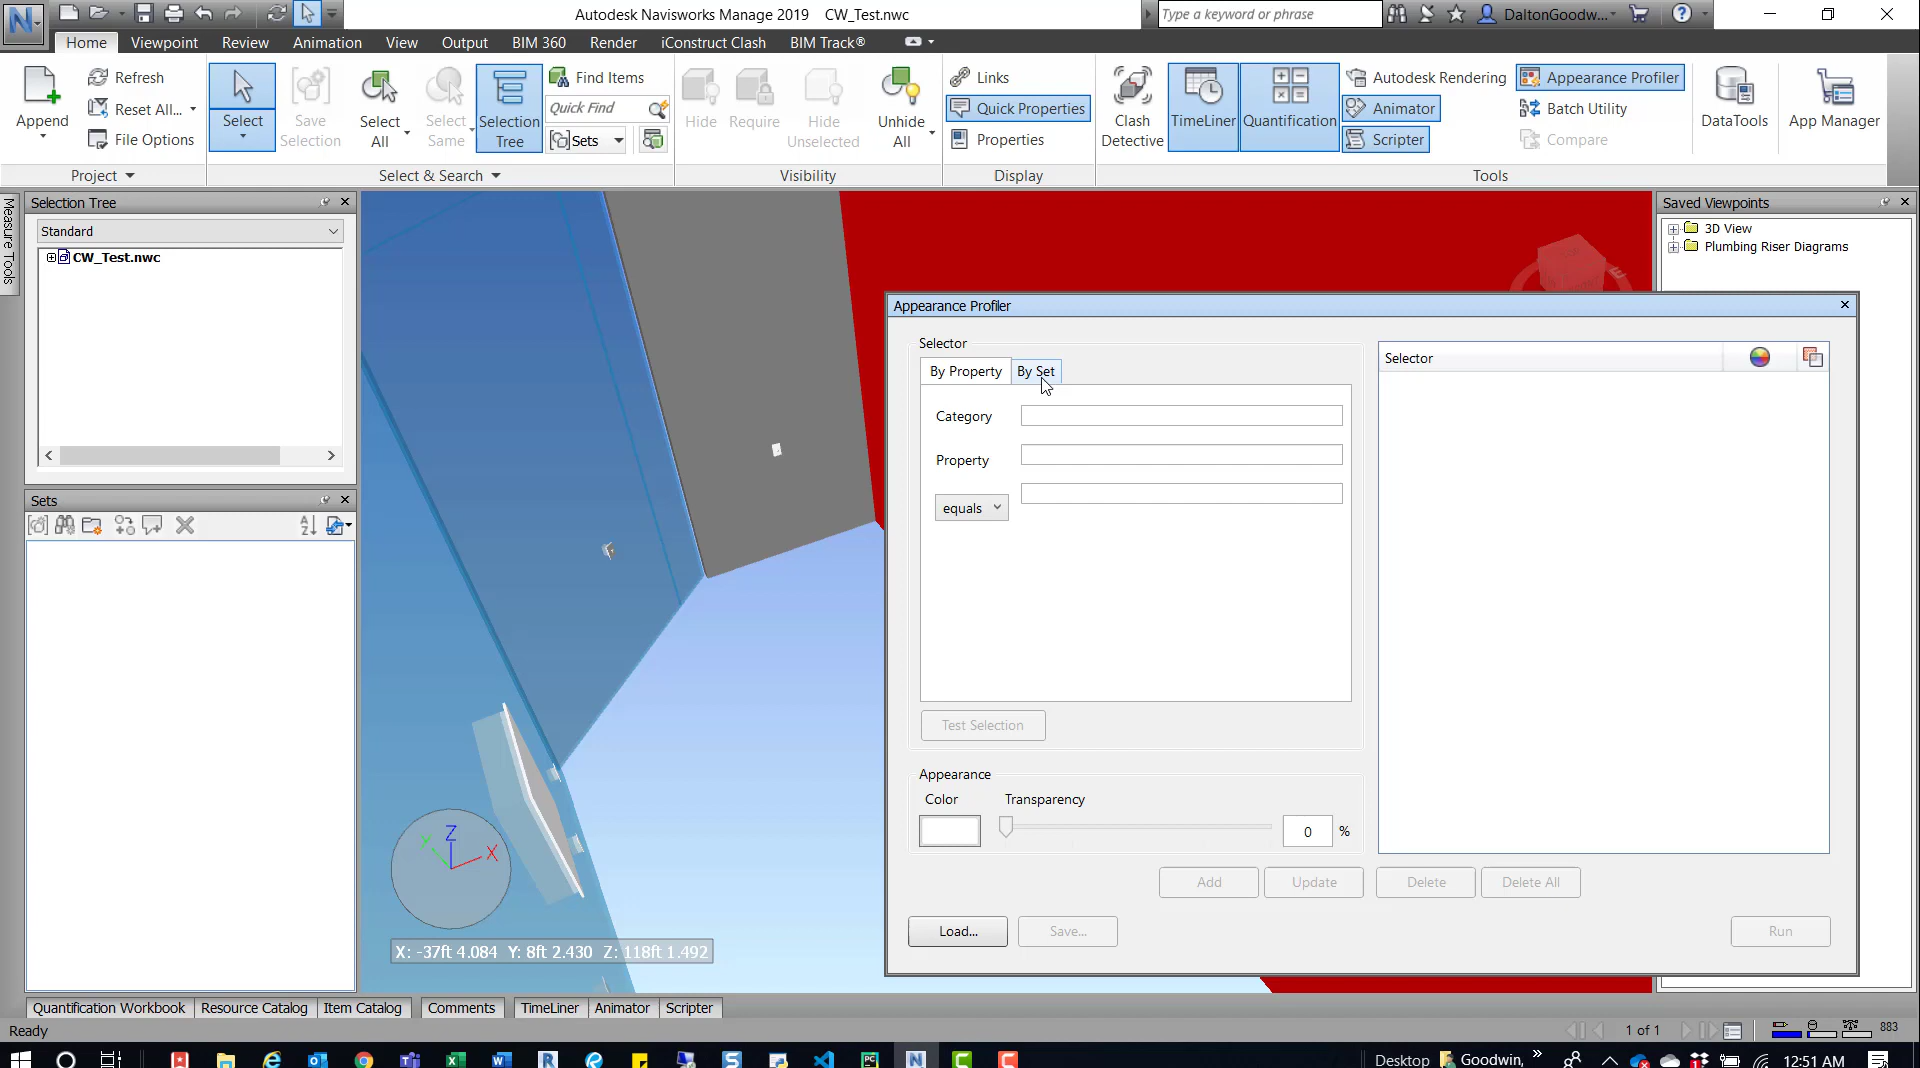 Autodesk Navisworks Manage 2019 CW_Test.nwc
Type a keyword or phrase
DaltonGoodw...
Home Viewpoint Review Animation View Output BIM 360 Render iConstruct Clash BIM Track®
Append
Refresh
Reset All...
File Options
Project
Select
Save Selection
Select All
Select Same
Selection Tree
Find Items
Quick Find
Sets
Select & Search
Hide
Require
Hide Unselected
Unhide All
Visibility
Links
Quick Properties
Properties
Display
Clash Detective
TimeLiner
Quantification
Autodesk Rendering
Animator
Scripter
Appearance Profiler
Batch Utility
Compare
Tools
DataTools
App Manager
Measure Tools
Selection Tree
Standard
CW_Test.nwc
Sets
Saved Viewpoints
3D View
Plumbing Riser Diagrams
Appearance Profiler
Selector
By Property By Set
Category
Property
equals
Test Selection
Appearance
Color Transparency
0 %
Selector
Add Update Delete Delete All
Load... Save... Run
Z
Y
X
X: -37ft 4.084 Y: 8ft 2.430 Z: 118ft 1.492
Quantification Workbook Resource Catalog Item Catalog Comments TimeLiner Animator Scripter
Ready
1 of 1
883
Desktop
Goodwin,
12:51 AM